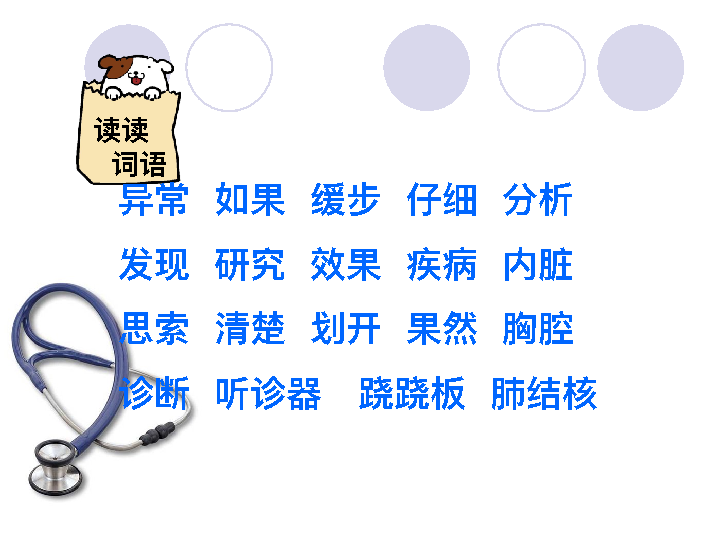 读读
词语
异常 如果 缓步 仔细 分析
发现 研究 效果 疾病 内脏
思索 清楚 划开 果然 胸腔
诊断 听诊器 跷跷板 肺结核